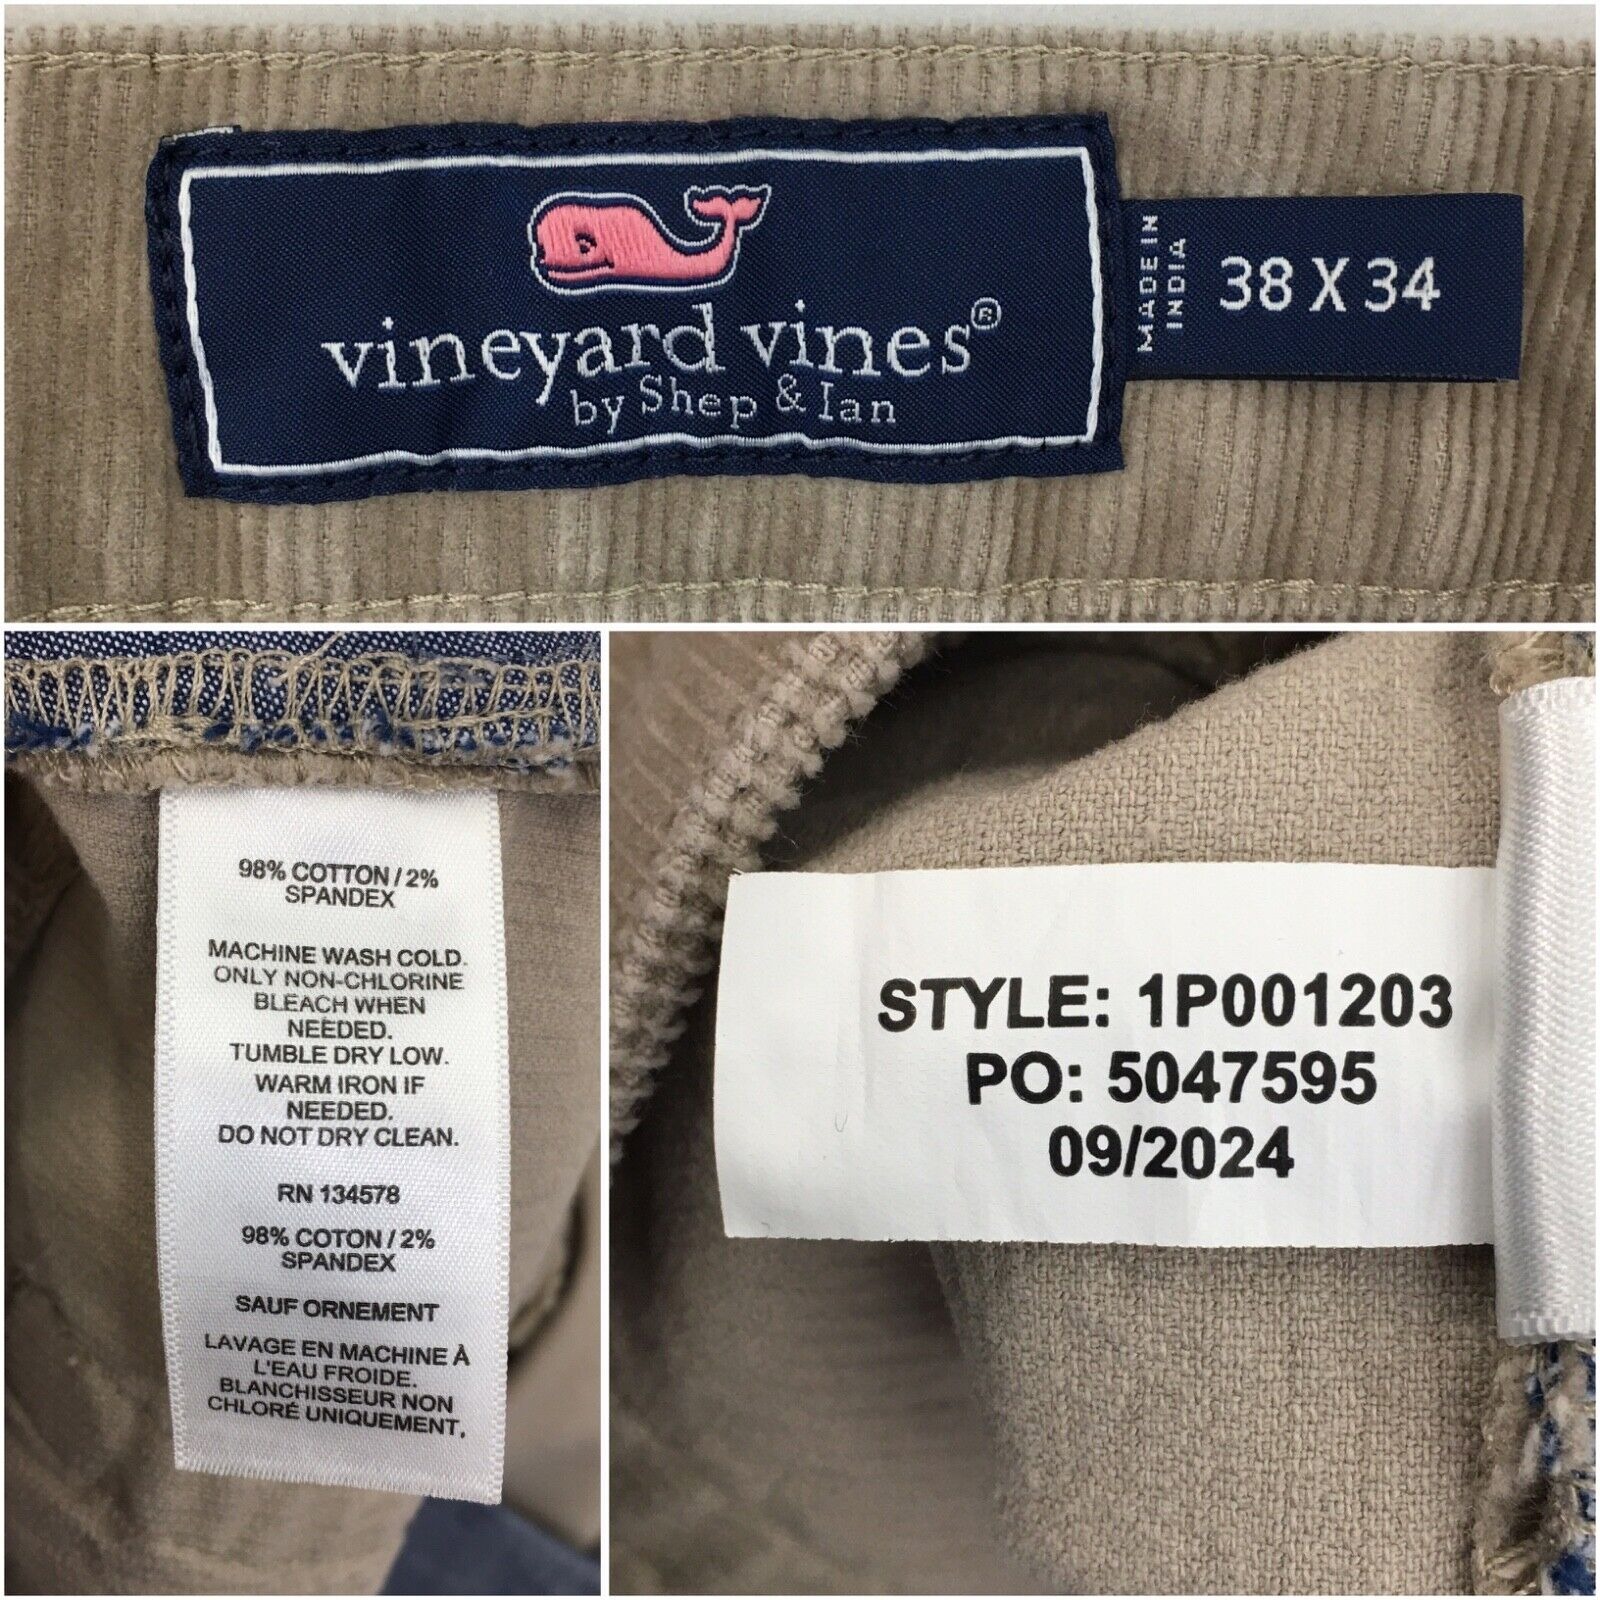 vineyard vines®
by Shep & Ian
MADE IN
INDIA
38 X 34
98% COTTON / 2%
SPANDEX
MACHINE WASH COLD.
ONLY NON-CHLORINE
BLEACH WHEN
NEEDED.
TUMBLE DRY LOW.
WARM IRON IF
NEEDED.
DO NOT DRY CLEAN.
RN 134578
98% COTON / 2%
SPANDEX
SAUF ORNEMENT
LAVAGE EN MACHINE À
L'EAU FROIDE.
BLANCHISSEUR NON
CHLORÉ UNIQUEMENT.
STYLE: 1P001203
PO: 5047595
09/2024